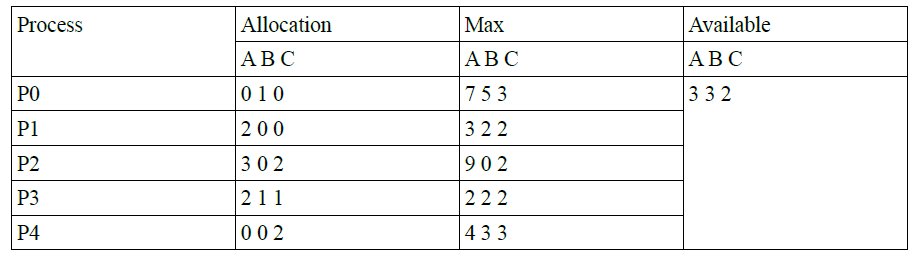 Process Allocation Max Available
A B C A B C A B C
P0 0 1 0 7 5 3 3 3 2
P1 2 0 0 3 2 2
P2 3 0 2 9 0 2
P3 2 1 1 2 2 2
P4 0 0 2 4 3 3